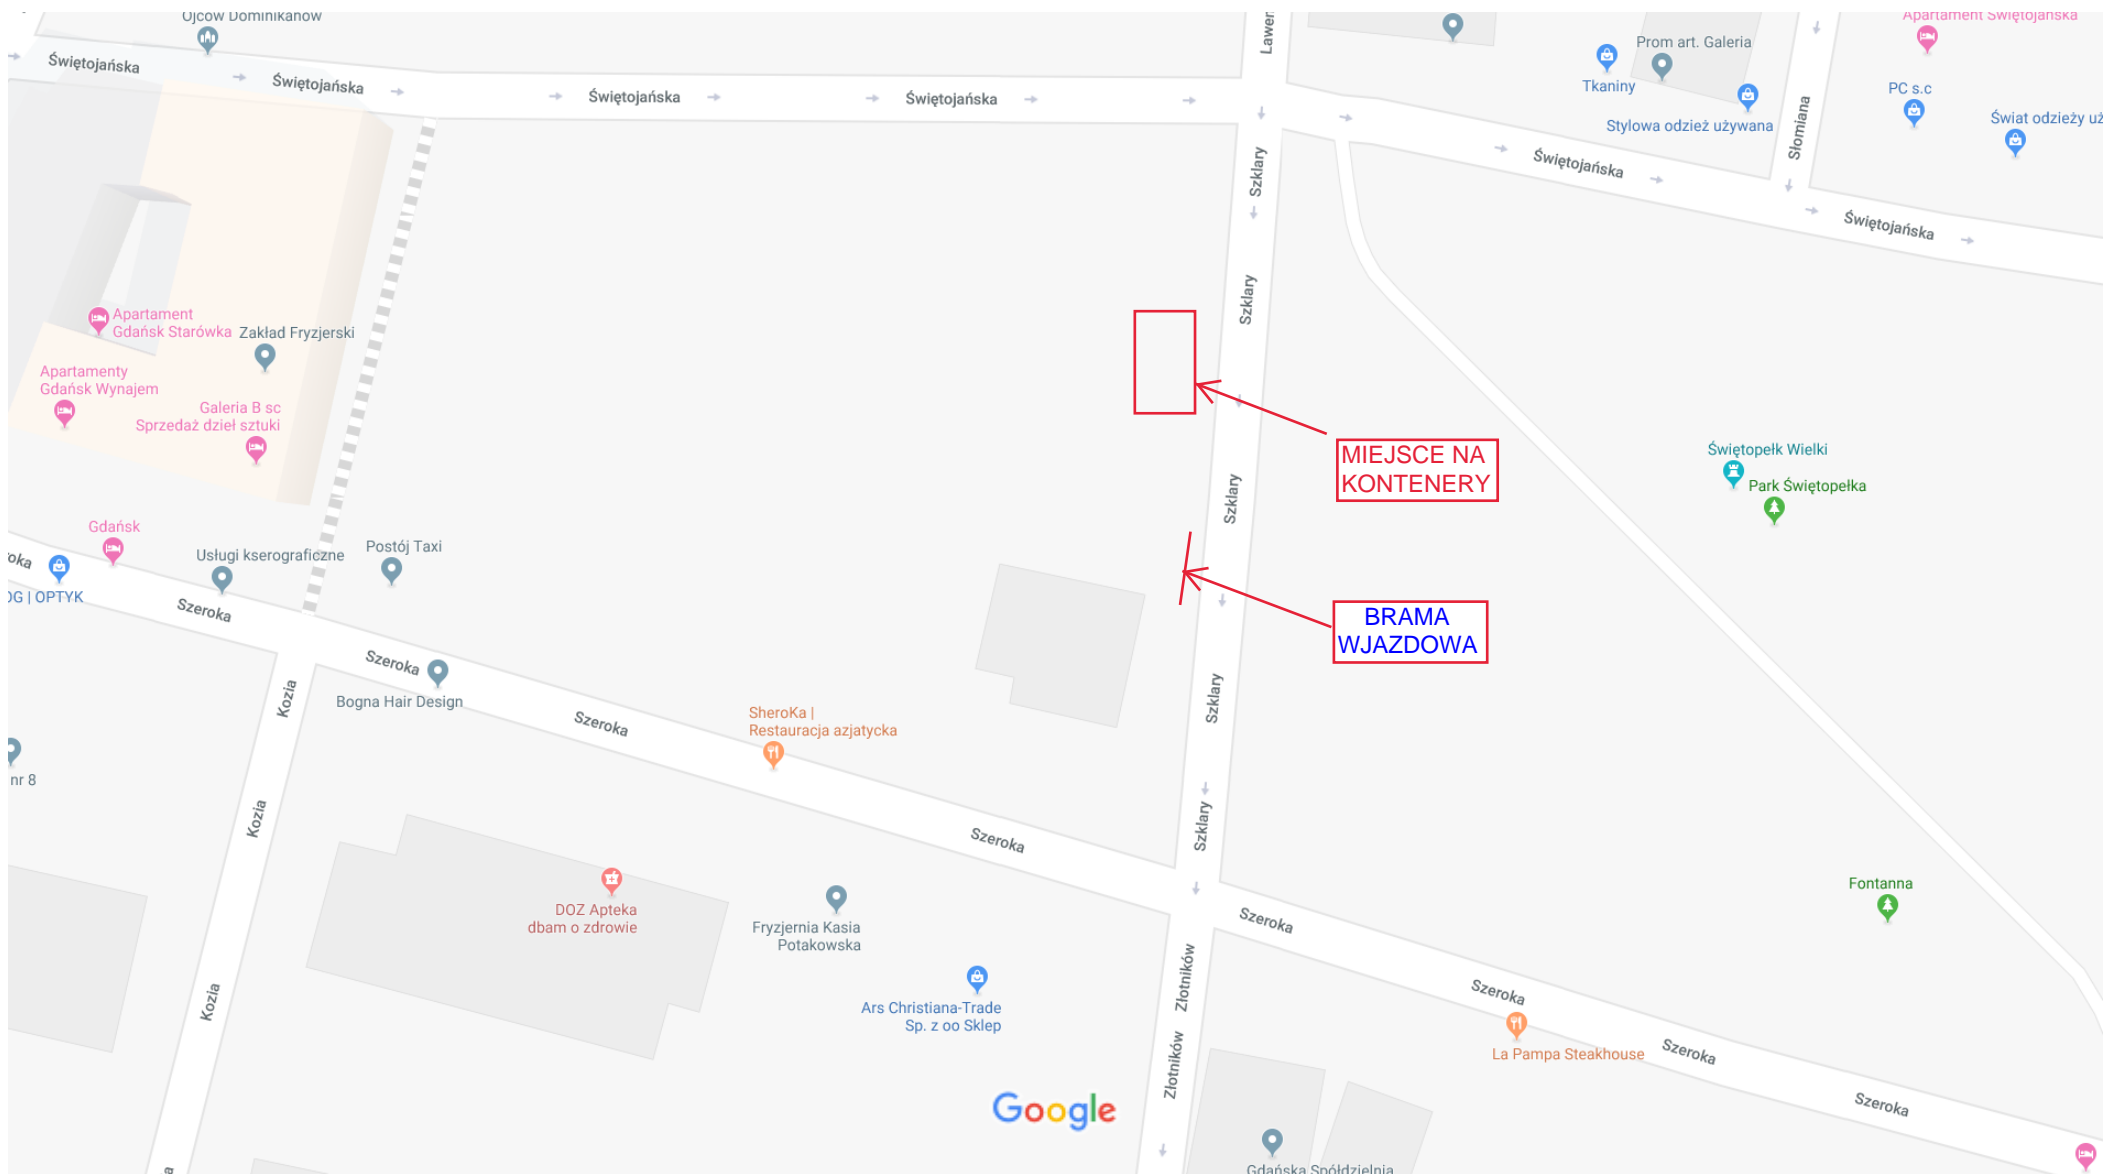 Ojców Dominikanów
Apartament Świętojańska
Prom art. Galeria
Świętojańska
Świętojańska
Świętojańska
Świętojańska
Tkaniny
PC s.c
Stylowa odzież używana
Słomiana
Szklary
Świętojańska
Świętojańska
Apartament
Gdańsk Starówka
Zakład Fryzjerski
Szklary
Apartamenty
Gdańsk Wynajem
Galeria B sc
Sprzedaż dzieł sztuki
MIEJSCE NA
KONTENERY
Świętopełk Wielki
Park Świętopełka
Szklary
Gdańsk
Usługi kserograficzne
Postój Taxi
OPTYK
Szeroka
BRAMA
WJAZDOWA
Szeroka
Kozia
Bogna Hair Design
Szklary
SheroKa |
Restauracja azjatycka
Szeroka
nr 8
Kozia
Szklary
Szeroka
DOZ Apteka
dbam o zdrowie
Fryzjernia Kasia
Potakowska
Fontanna
Szeroka
Złotników
Kozia
Ars Christiana-Trade
Sp. z oo Sklep
Szeroka
La Pampa Steakhouse
Szeroka
Złotników
Szeroka
Google
Gdańska Spółdzielnia